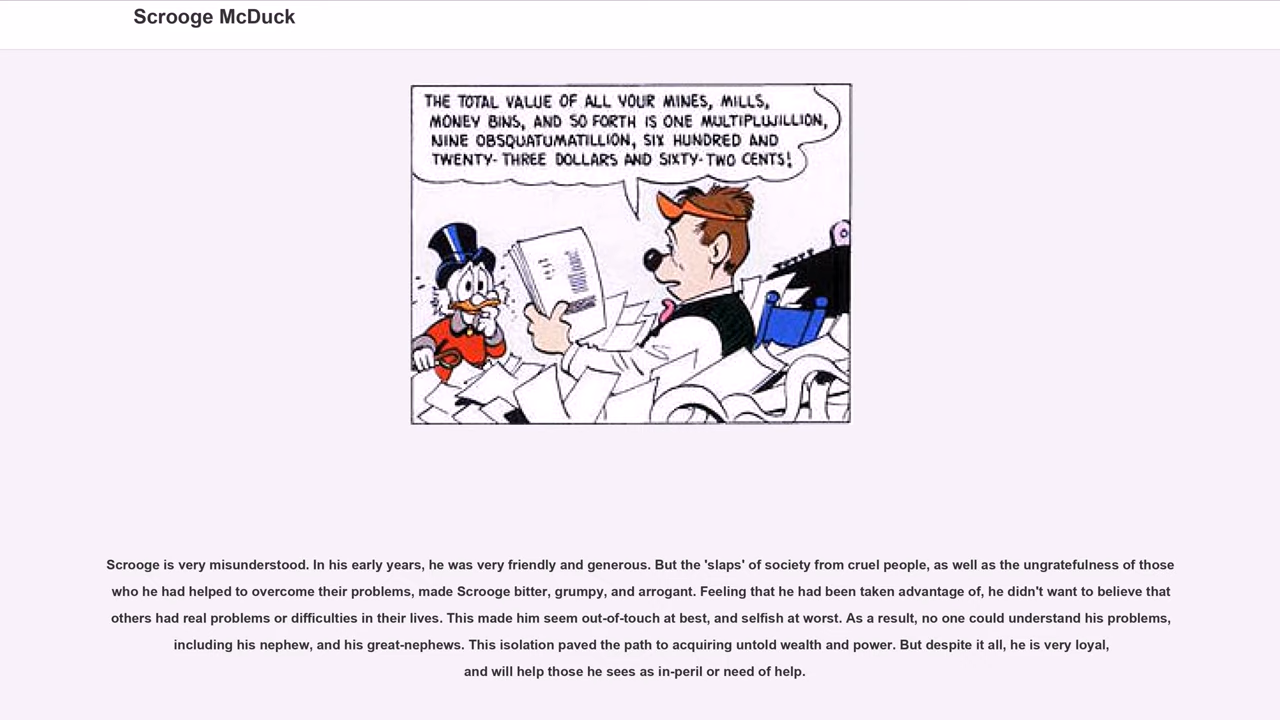 Scrooge McDuck
THE TOTAL VALUE OF ALL YOUR MINES, MILLS,
MONEY BINS, AND SO FORTH IS ONE MULTIPLUJILLION,
NINE OBSQUATUMATILLION, SIX HUNDRED AND
TWENTY-THREE DOLLARS AND SIXTY-TWO CENTS!
Scrooge is very misunderstood. In his early years, he was very friendly and generous. But the 'slaps' of society from cruel people, as well as the ungratefulness of those
who he had helped to overcome their problems, made Scrooge bitter, grumpy, and arrogant. Feeling that he had been taken advantage of, he didn't want to believe that
others had real problems or difficulties in their lives. This made him seem out-of-touch at best, and selfish at worst. As a result, no one could understand his problems,
including his nephew, and his great-nephews. This isolation paved the path to acquiring untold wealth and power. But despite it all, he is very loyal,
and will help those he sees as in-peril or need of help.